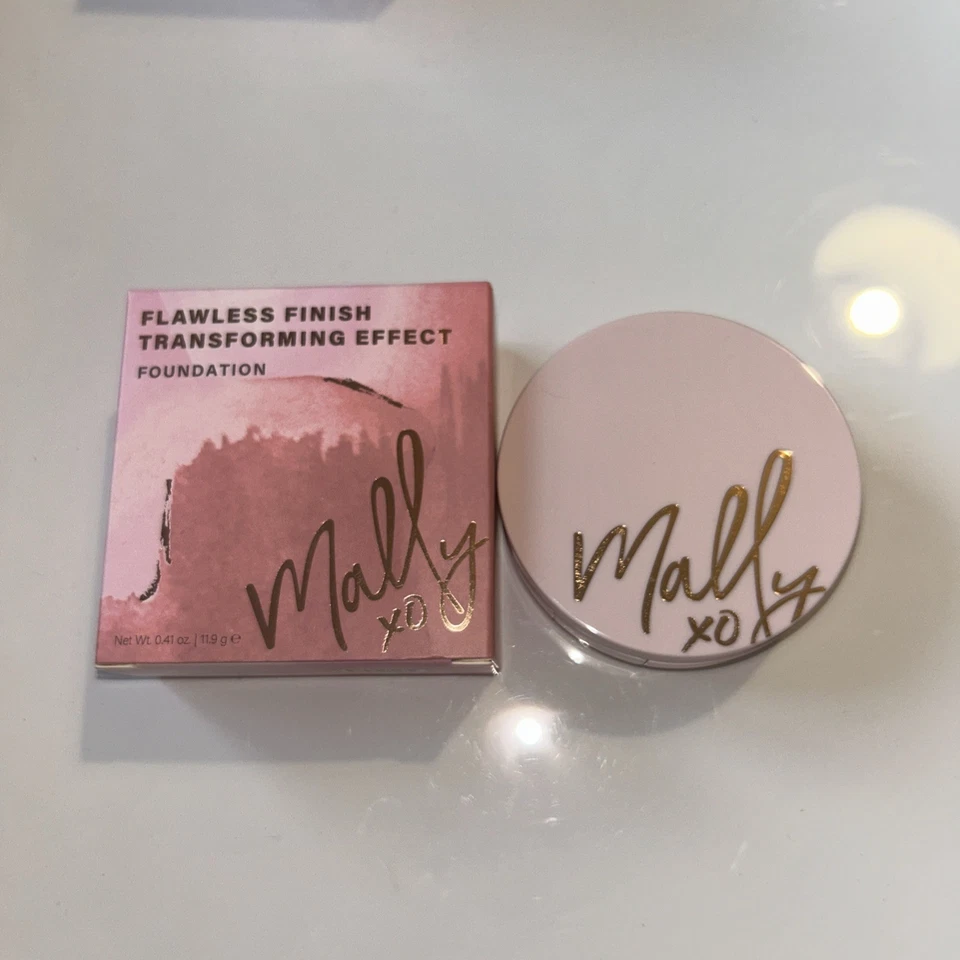 FLAWLESS FINISH
TRANSFORMING EFFECT
FOUNDATION
Mally
xo
Net Wt. 0.41 oz. | 11.9 g ℮
Mally
xo